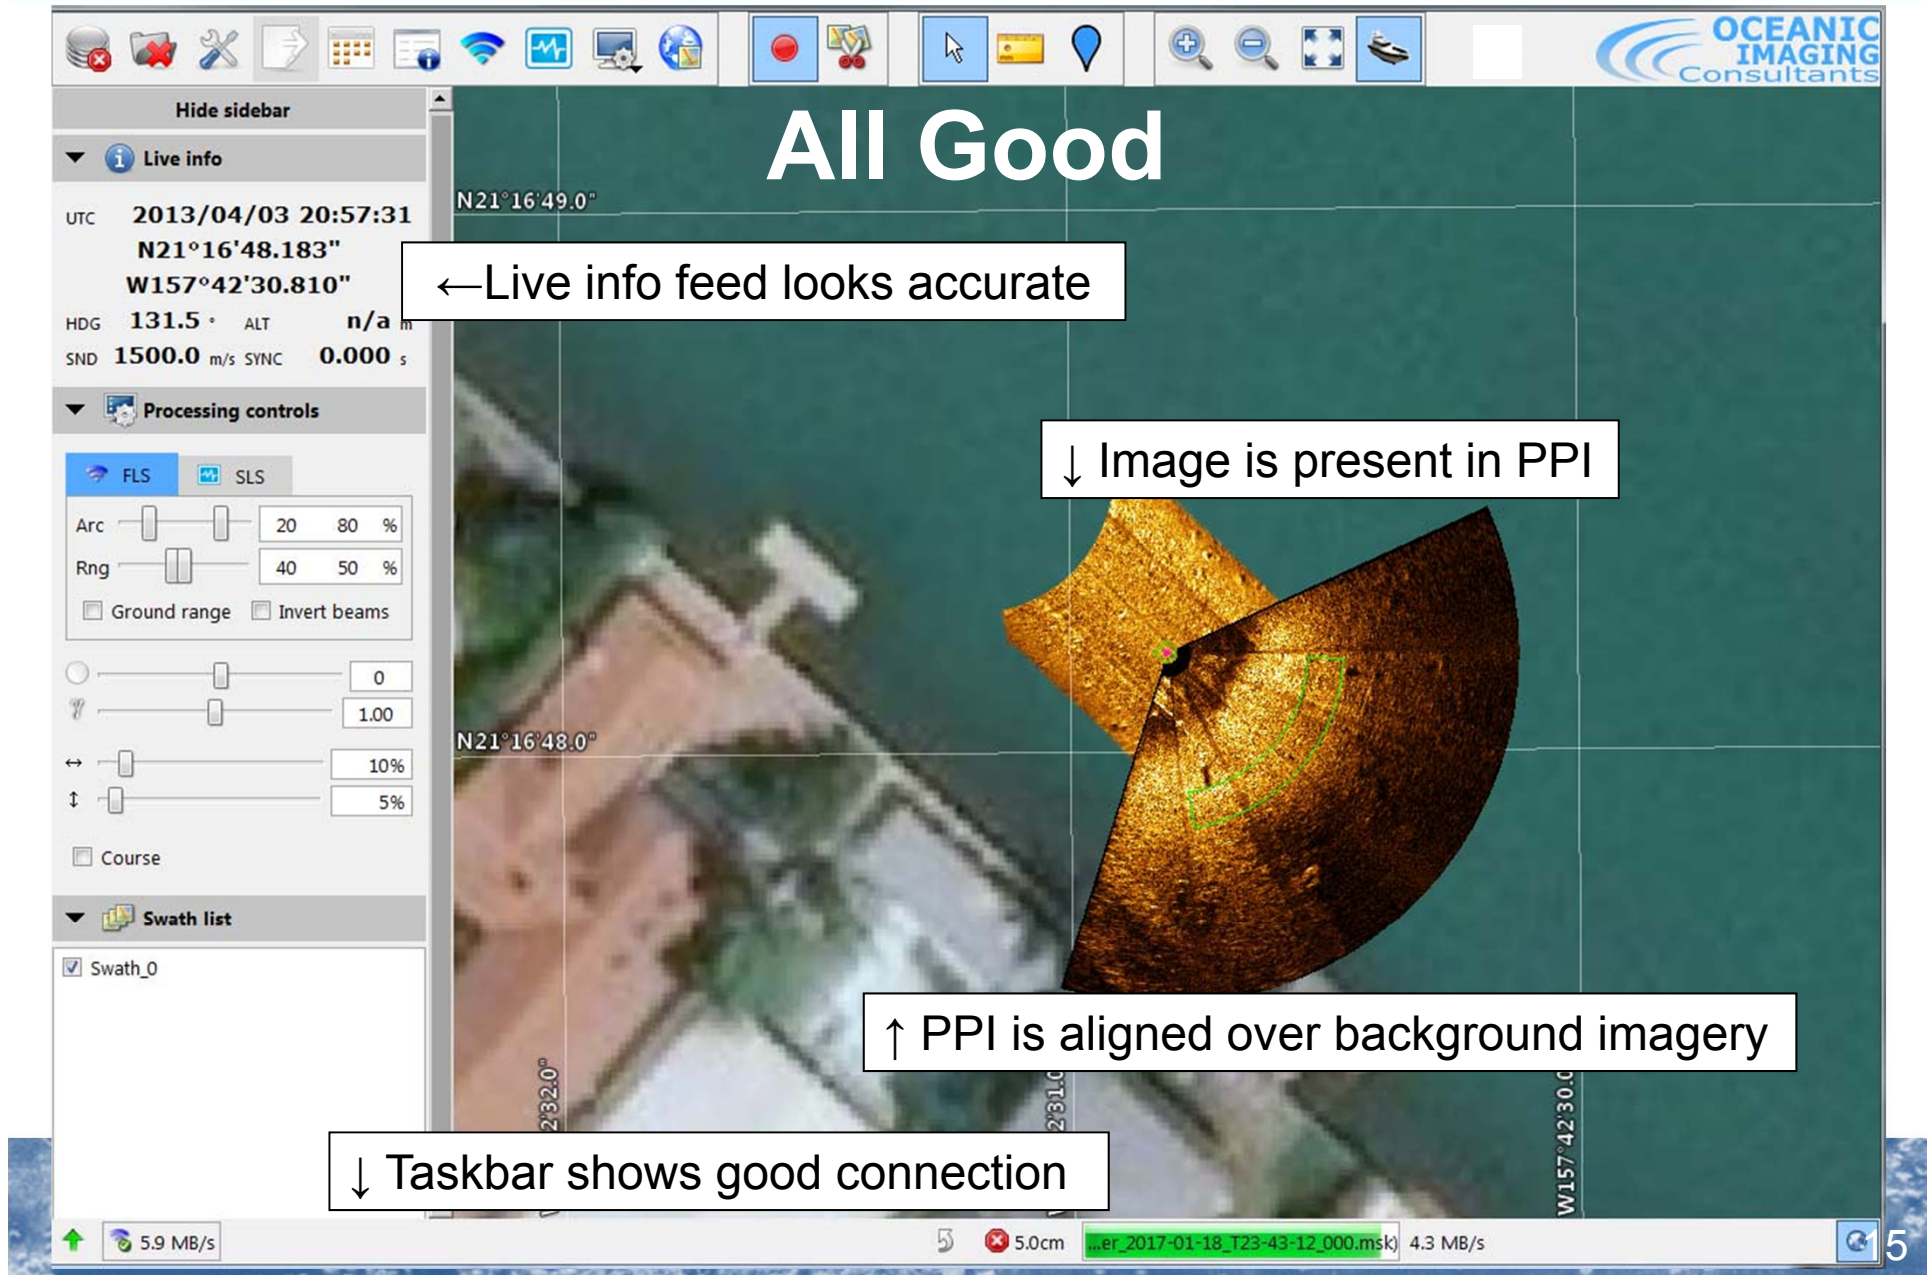 OCEANIC
IMAGING
Consultants
Hide sidebar
All Good
Live info
UTC 2013/04/03 20:57:31
N21°16'48.183"
W157°42'30.810"
HDG 131.5 ° ALT n/a m
SND 1500.0 m/s SYNC 0.000 s
N21°16'49.0"
←Live info feed looks accurate
Processing controls
FLS SLS
Arc 20 80 %
Rng 40 50 %
Ground range Invert beams
0
γ 1.00
↔ 10%
↕ 5%
Course
↓ Image is present in PPI
N21°16'48.0"
Swath list
Swath_0
↑ PPI is aligned over background imagery
2'32.0"
2'31.0
W157°42'30.0
↓ Taskbar shows good connection
5.9 MB/s
5.0cm
...er_2017-01-18_T23-43-12_000.msk) 4.3 MB/s
15